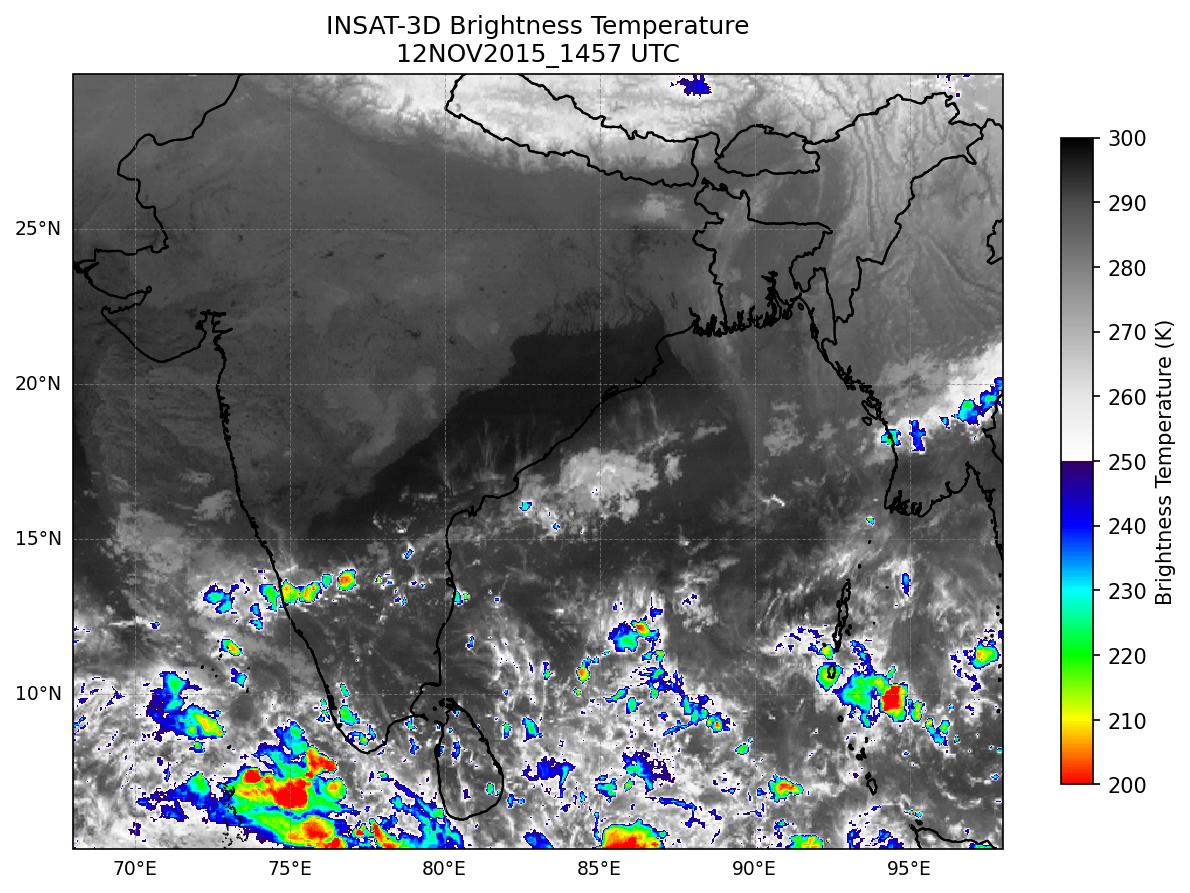 INSAT-3D Brightness Temperature
12NOV2015_1457 UTC
25°N
20°N
15°N
10°N
70°E
75°E
80°E
85°E
90°E
95°E
300
290
280
270
260
250
240
230
220
210
200
Brightness Temperature (K)